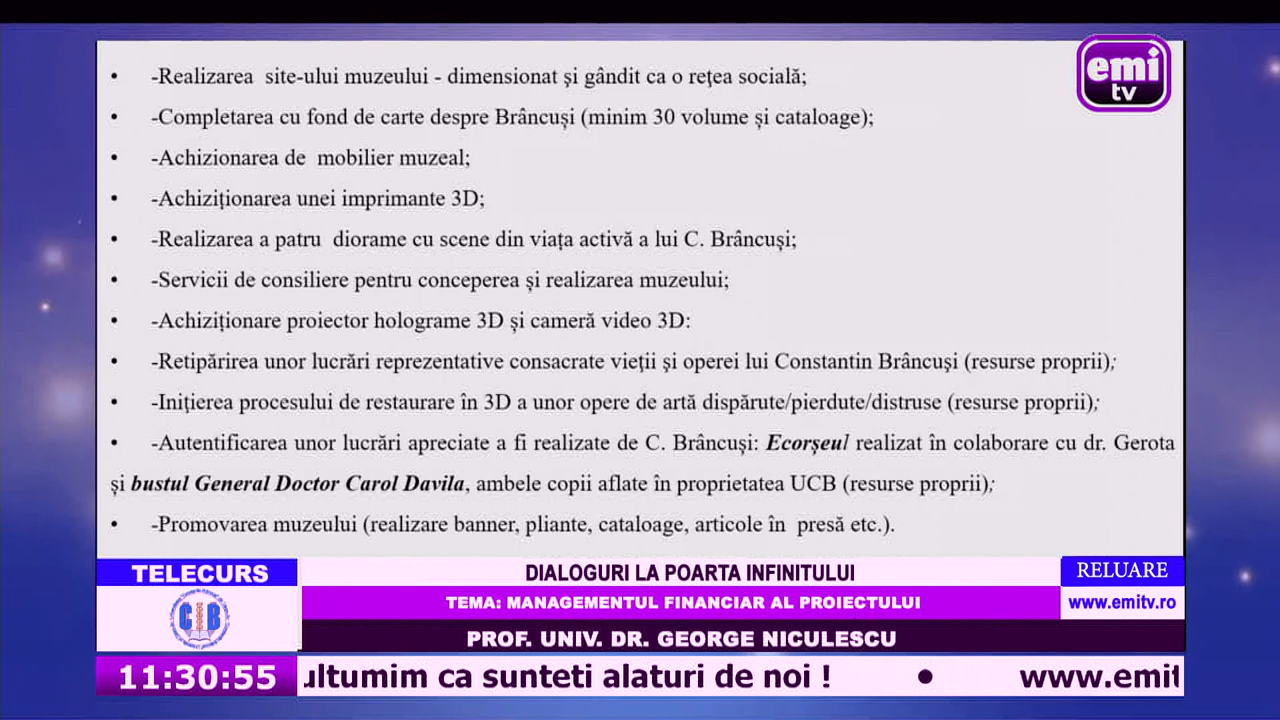 emi
tv
• -Realizarea site-ului muzeului - dimensionat și gândit ca o rețea socială;
• -Completarea cu fond de carte despre Brâncuși (minim 30 volume și cataloage);
• -Achizionarea de mobilier muzeal;
• -Achiziționarea unei imprimante 3D;
• -Realizarea a patru diorame cu scene din viața activă a lui C. Brâncuși;
• -Servicii de consiliere pentru conceperea și realizarea muzeului;
• -Achiziționare proiector holograme 3D și cameră video 3D:
• -Retipărirea unor lucrări reprezentative consacrate vieții și operei lui Constantin Brâncuși (resurse proprii);
• -Inițierea procesului de restaurare în 3D a unor opere de artă dispărute/pierdute/distruse (resurse proprii);
• -Autentificarea unor lucrări apreciate a fi realizate de C. Brâncuși: Ecorșeul realizat în colaborare cu dr. Gerota
și bustul General Doctor Carol Davila, ambele copii aflate în proprietatea UCB (resurse proprii);
• -Promovarea muzeului (realizare banner, pliante, cataloage, articole în presă etc.).
TELECURS
DIALOGURI LA POARTA INFINITULUI
RELUARE
TEMA: MANAGEMENTUL FINANCIAR AL PROIECTULUI
www.emitv.ro
PROF. UNIV. DR. GEORGE NICULESCU
11:30:55
ultumim ca sunteti alaturi de noi ! • www.emit